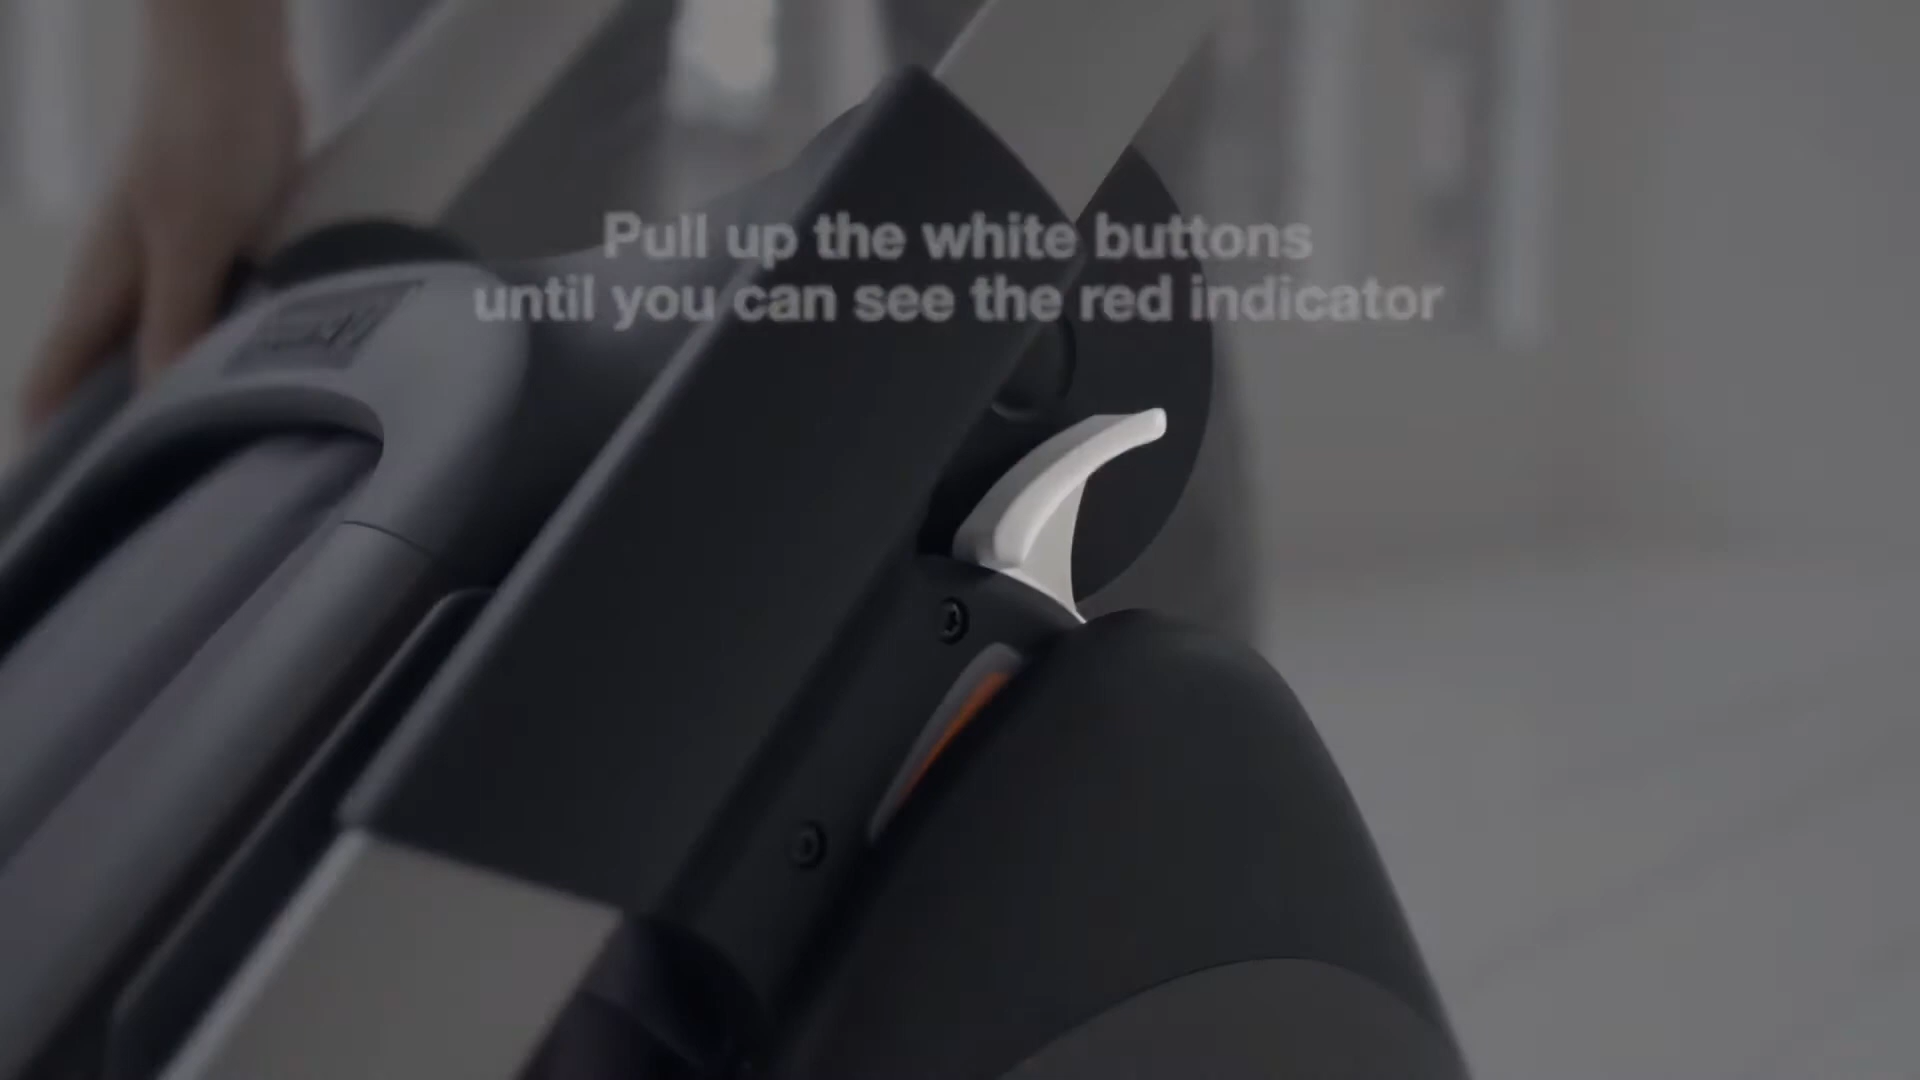 Pull up the white buttons
until you can see the red indicator